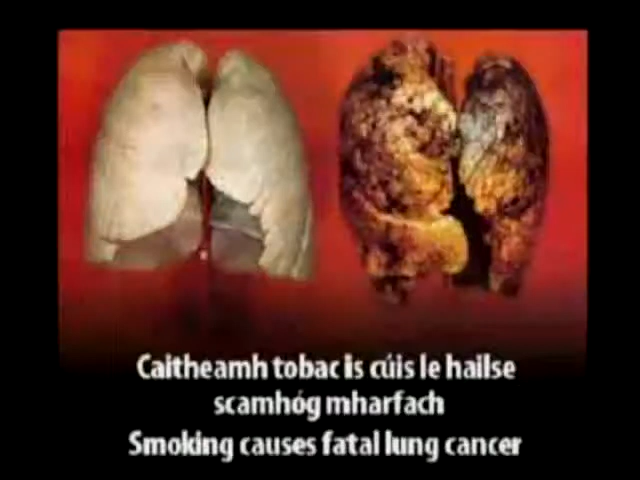 Caitheamh tobac is cúis le hailse
scamhóg mharfach
Smoking causes fatal lung cancer